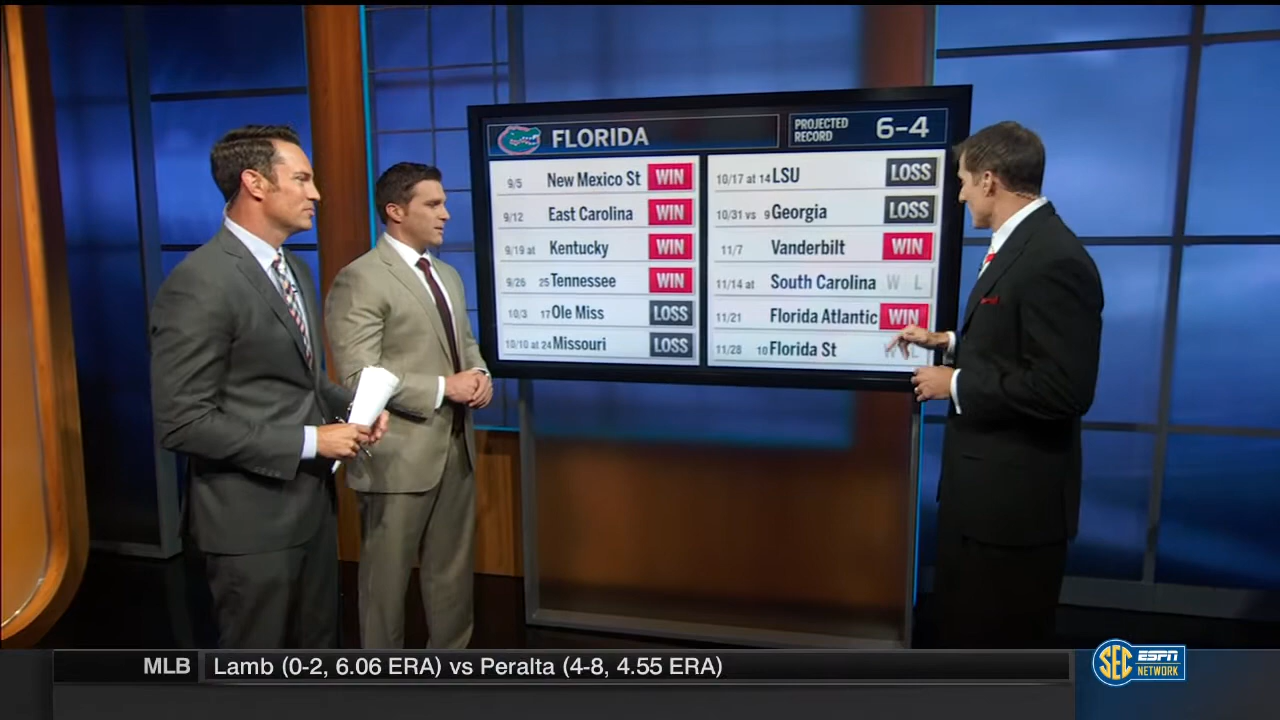 FLORIDA
PROJECTED
RECORD
6-4
9/5 New Mexico St WIN
9/12 East Carolina WIN
9/19 at Kentucky WIN
9/26 25 Tennessee WIN
10/3 17 Ole Miss LOSS
10/10 at 24 Missouri LOSS
10/17 at 14 LSU LOSS
10/31 vs 9 Georgia LOSS
11/7 Vanderbilt WIN
11/14 at South Carolina W L
11/21 Florida Atlantic WIN
11/28 10 Florida St W L
MLB Lamb (0-2, 6.06 ERA) vs Peralta (4-8, 4.55 ERA)
SEC ESPN
NETWORK